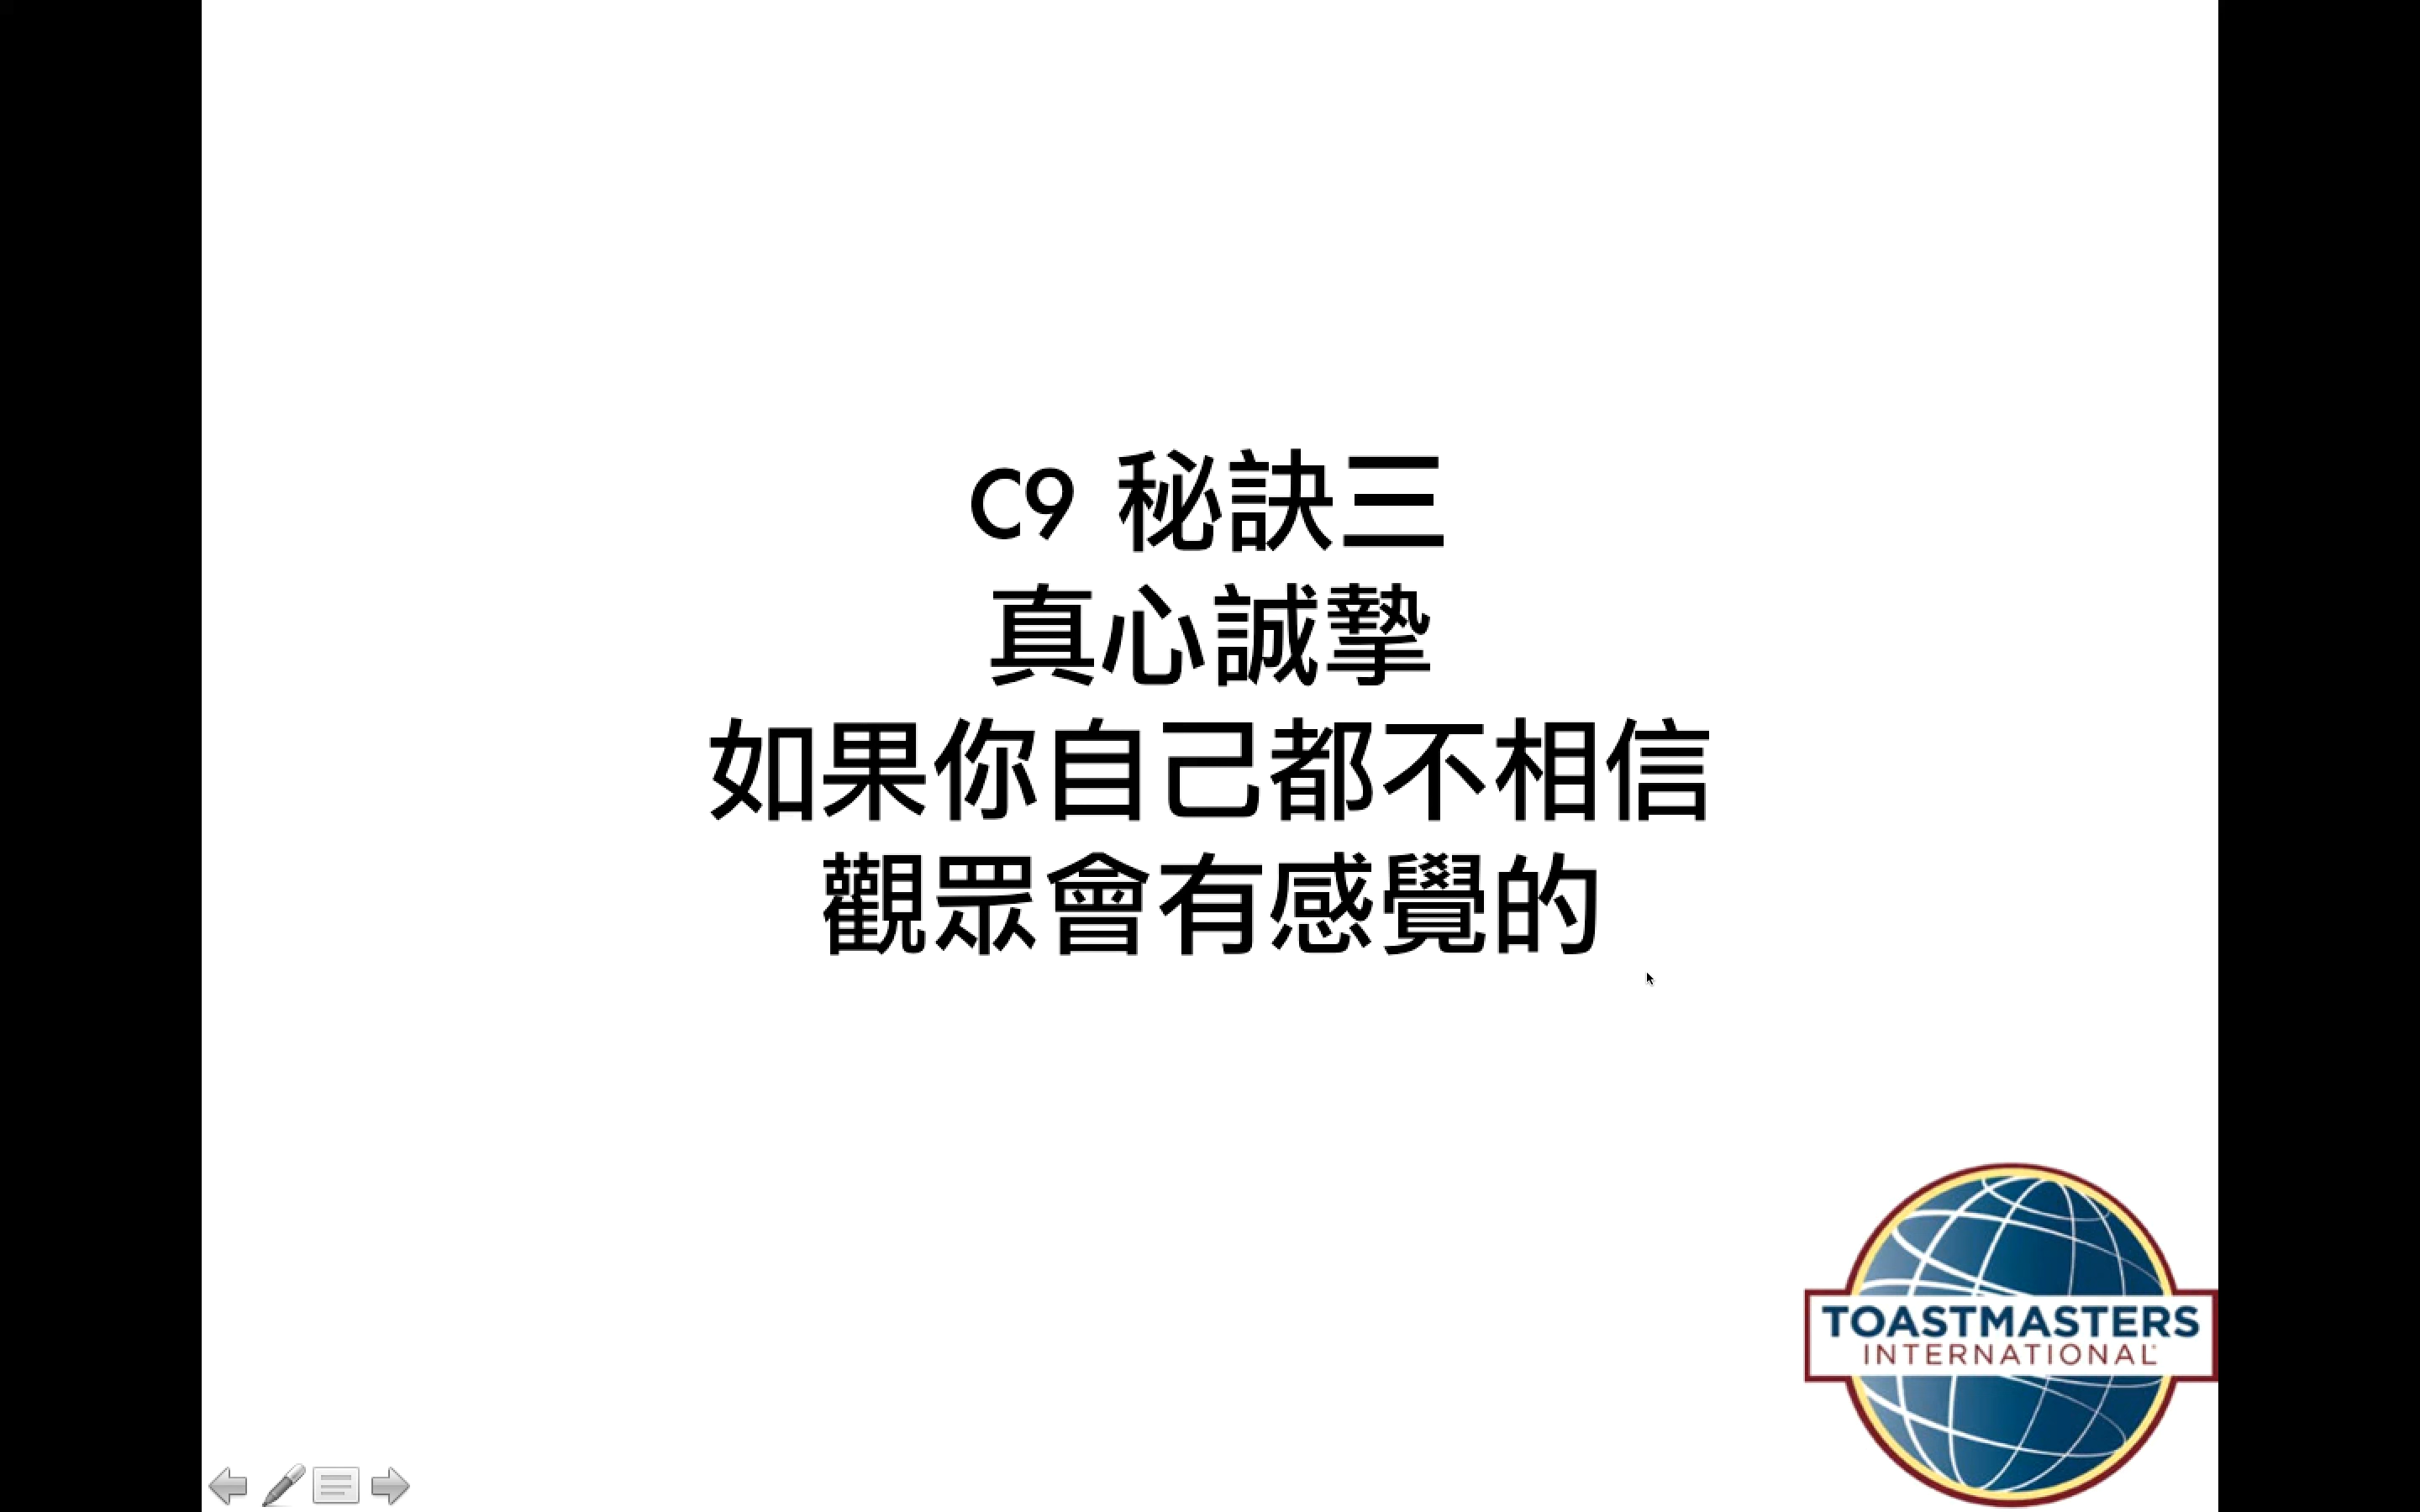 C9 秘訣三
真心誠摯
如果你自己都不相信
觀眾會有感覺的
TOASTMASTERS
INTERNATIONAL